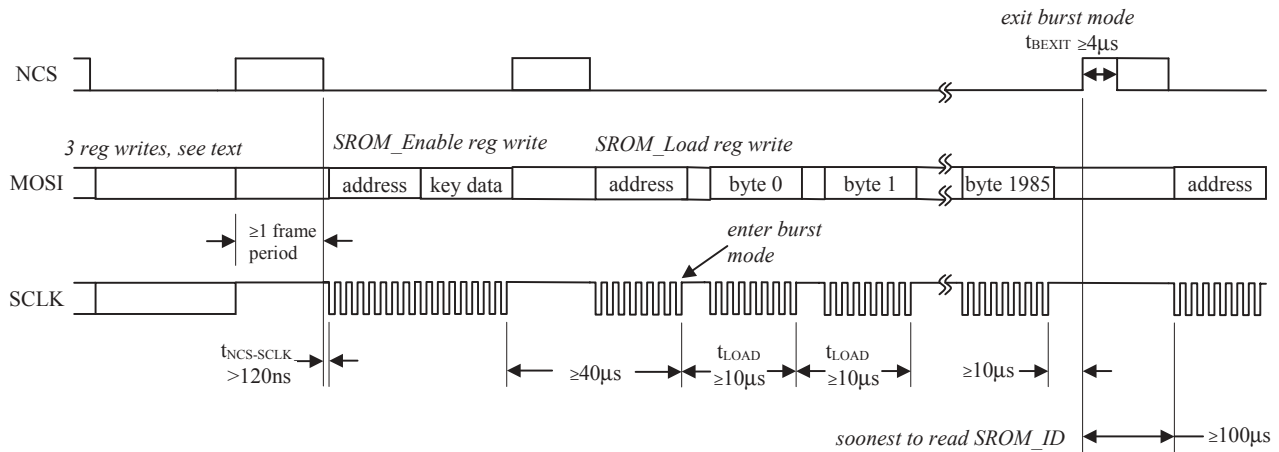 exit burst mode
tBEXIT ≥4μs
NCS
3 reg writes, see text
SROM_Enable reg write
SROM_Load reg write
MOSI
address
key data
address
byte 0
byte 1
byte 1985
address
≥1 frame
period
enter burst
mode
SCLK
tNCS-SCLK
>120ns
≥40μs
tLOAD
≥10μs
tLOAD
≥10μs
≥10μs
soonest to read SROM_ID
≥100μs